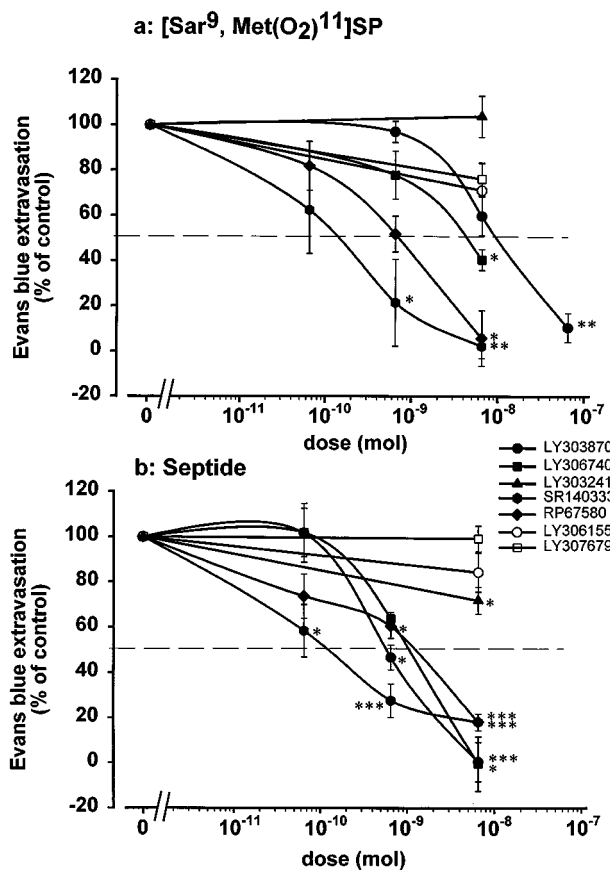 a: [Sar9, Met(O2)11]SP
Evans blue extravasation
(% of control)
120
100
80
60
40
20
0
-20
*
*
*
*
**
**
0
10-11
10-10
10-9
10-8
10-7
dose (mol)
b: Septide
LY303870
LY306740
LY303241
SR140333
RP67580
LY306155
LY307679
Evans blue extravasation
(% of control)
120
100
80
60
40
20
0
-20
*
*
*
*
***
***
***
***
*
0
10-11
10-10
10-9
10-8
10-7
dose (mol)